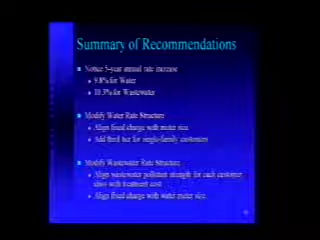 Summary of Recommendations
Notice 5-year annual rate increase
9.8% for Water
10.3% for Wastewater
Modify Water Rate Structure
Align fixed charge with meter size
Add third tier for single-family customers
Modify Wastewater Rate Structure
Align wastewater pollutant strength for each customer
class with treatment cost
Align fixed charge with water meter size